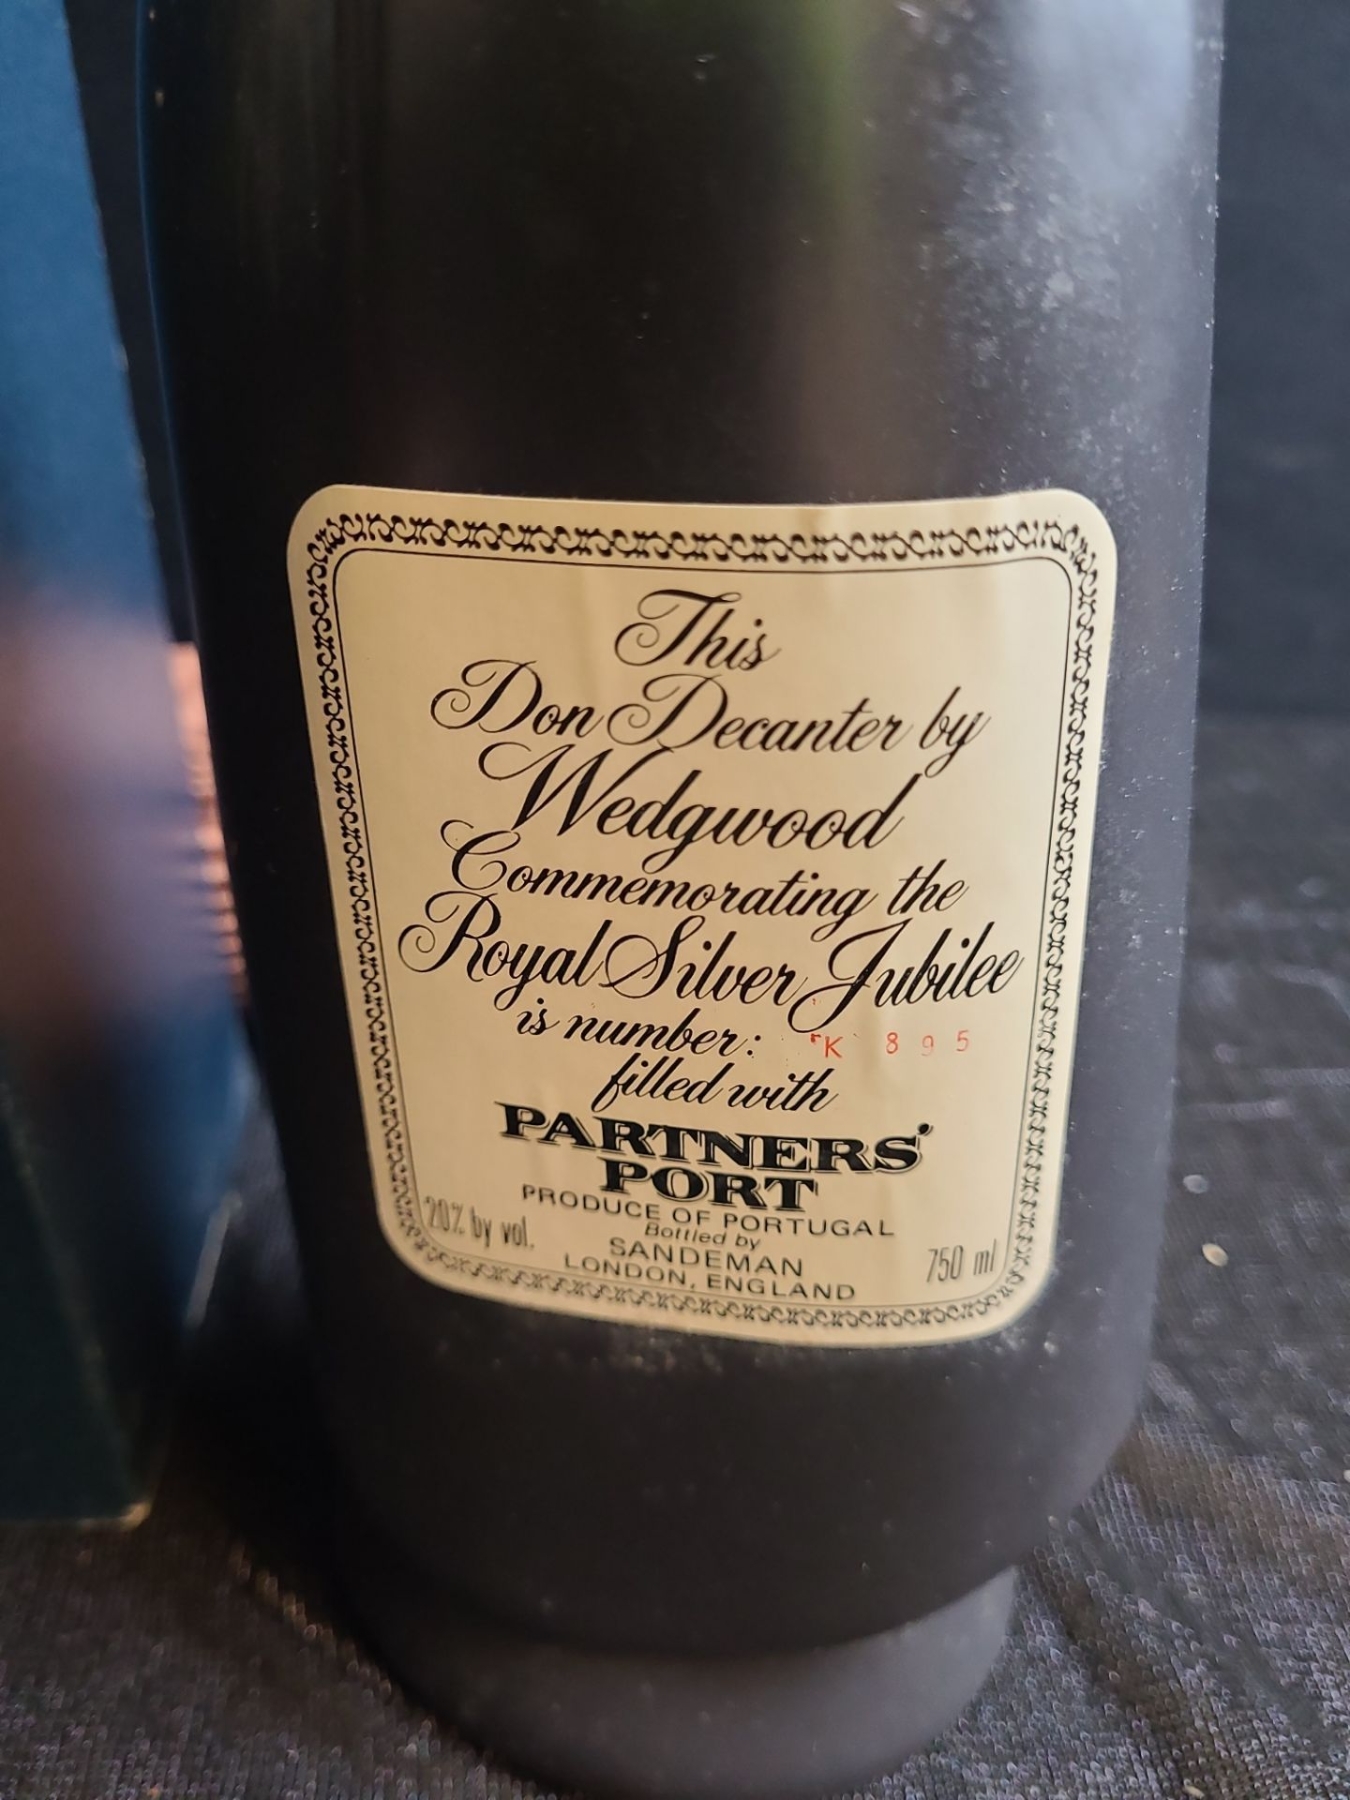 This
Don Decanter by
Wedgwood
Commemorating the
Royal Silver Jubilee
is number: K 895
filled with
PARTNERS'
PORT
PRODUCE OF PORTUGAL
Bottled by
20% by vol. SANDEMAN 750 ml
LONDON, ENGLAND